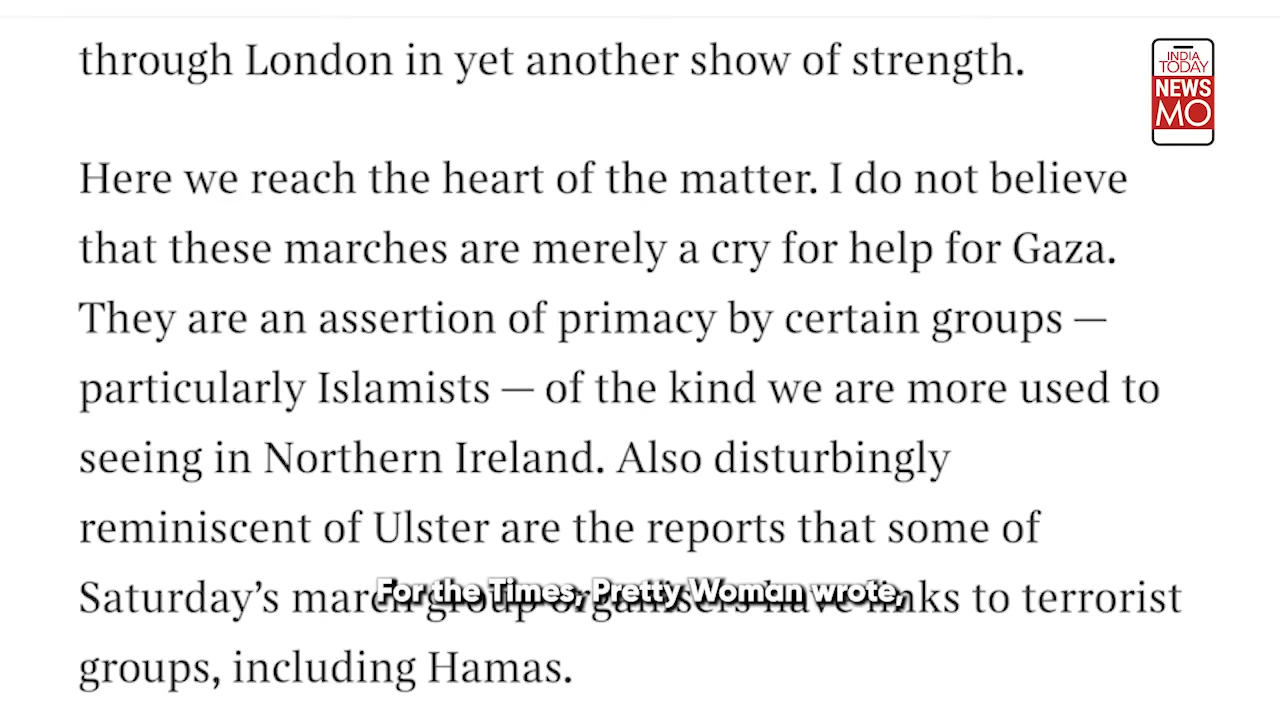 through London in yet another show of strength.
INDIA
TODAY
NEWS
MO
Here we reach the heart of the matter. I do not believe
that these marches are merely a cry for help for Gaza.
They are an assertion of primacy by certain groups —
particularly Islamists — of the kind we are more used to
seeing in Northern Ireland. Also disturbingly
reminiscent of Ulster are the reports that some of
Saturday's march group organisers have links to terrorist
For the Times, Pretty Woman wrote,
groups, including Hamas.